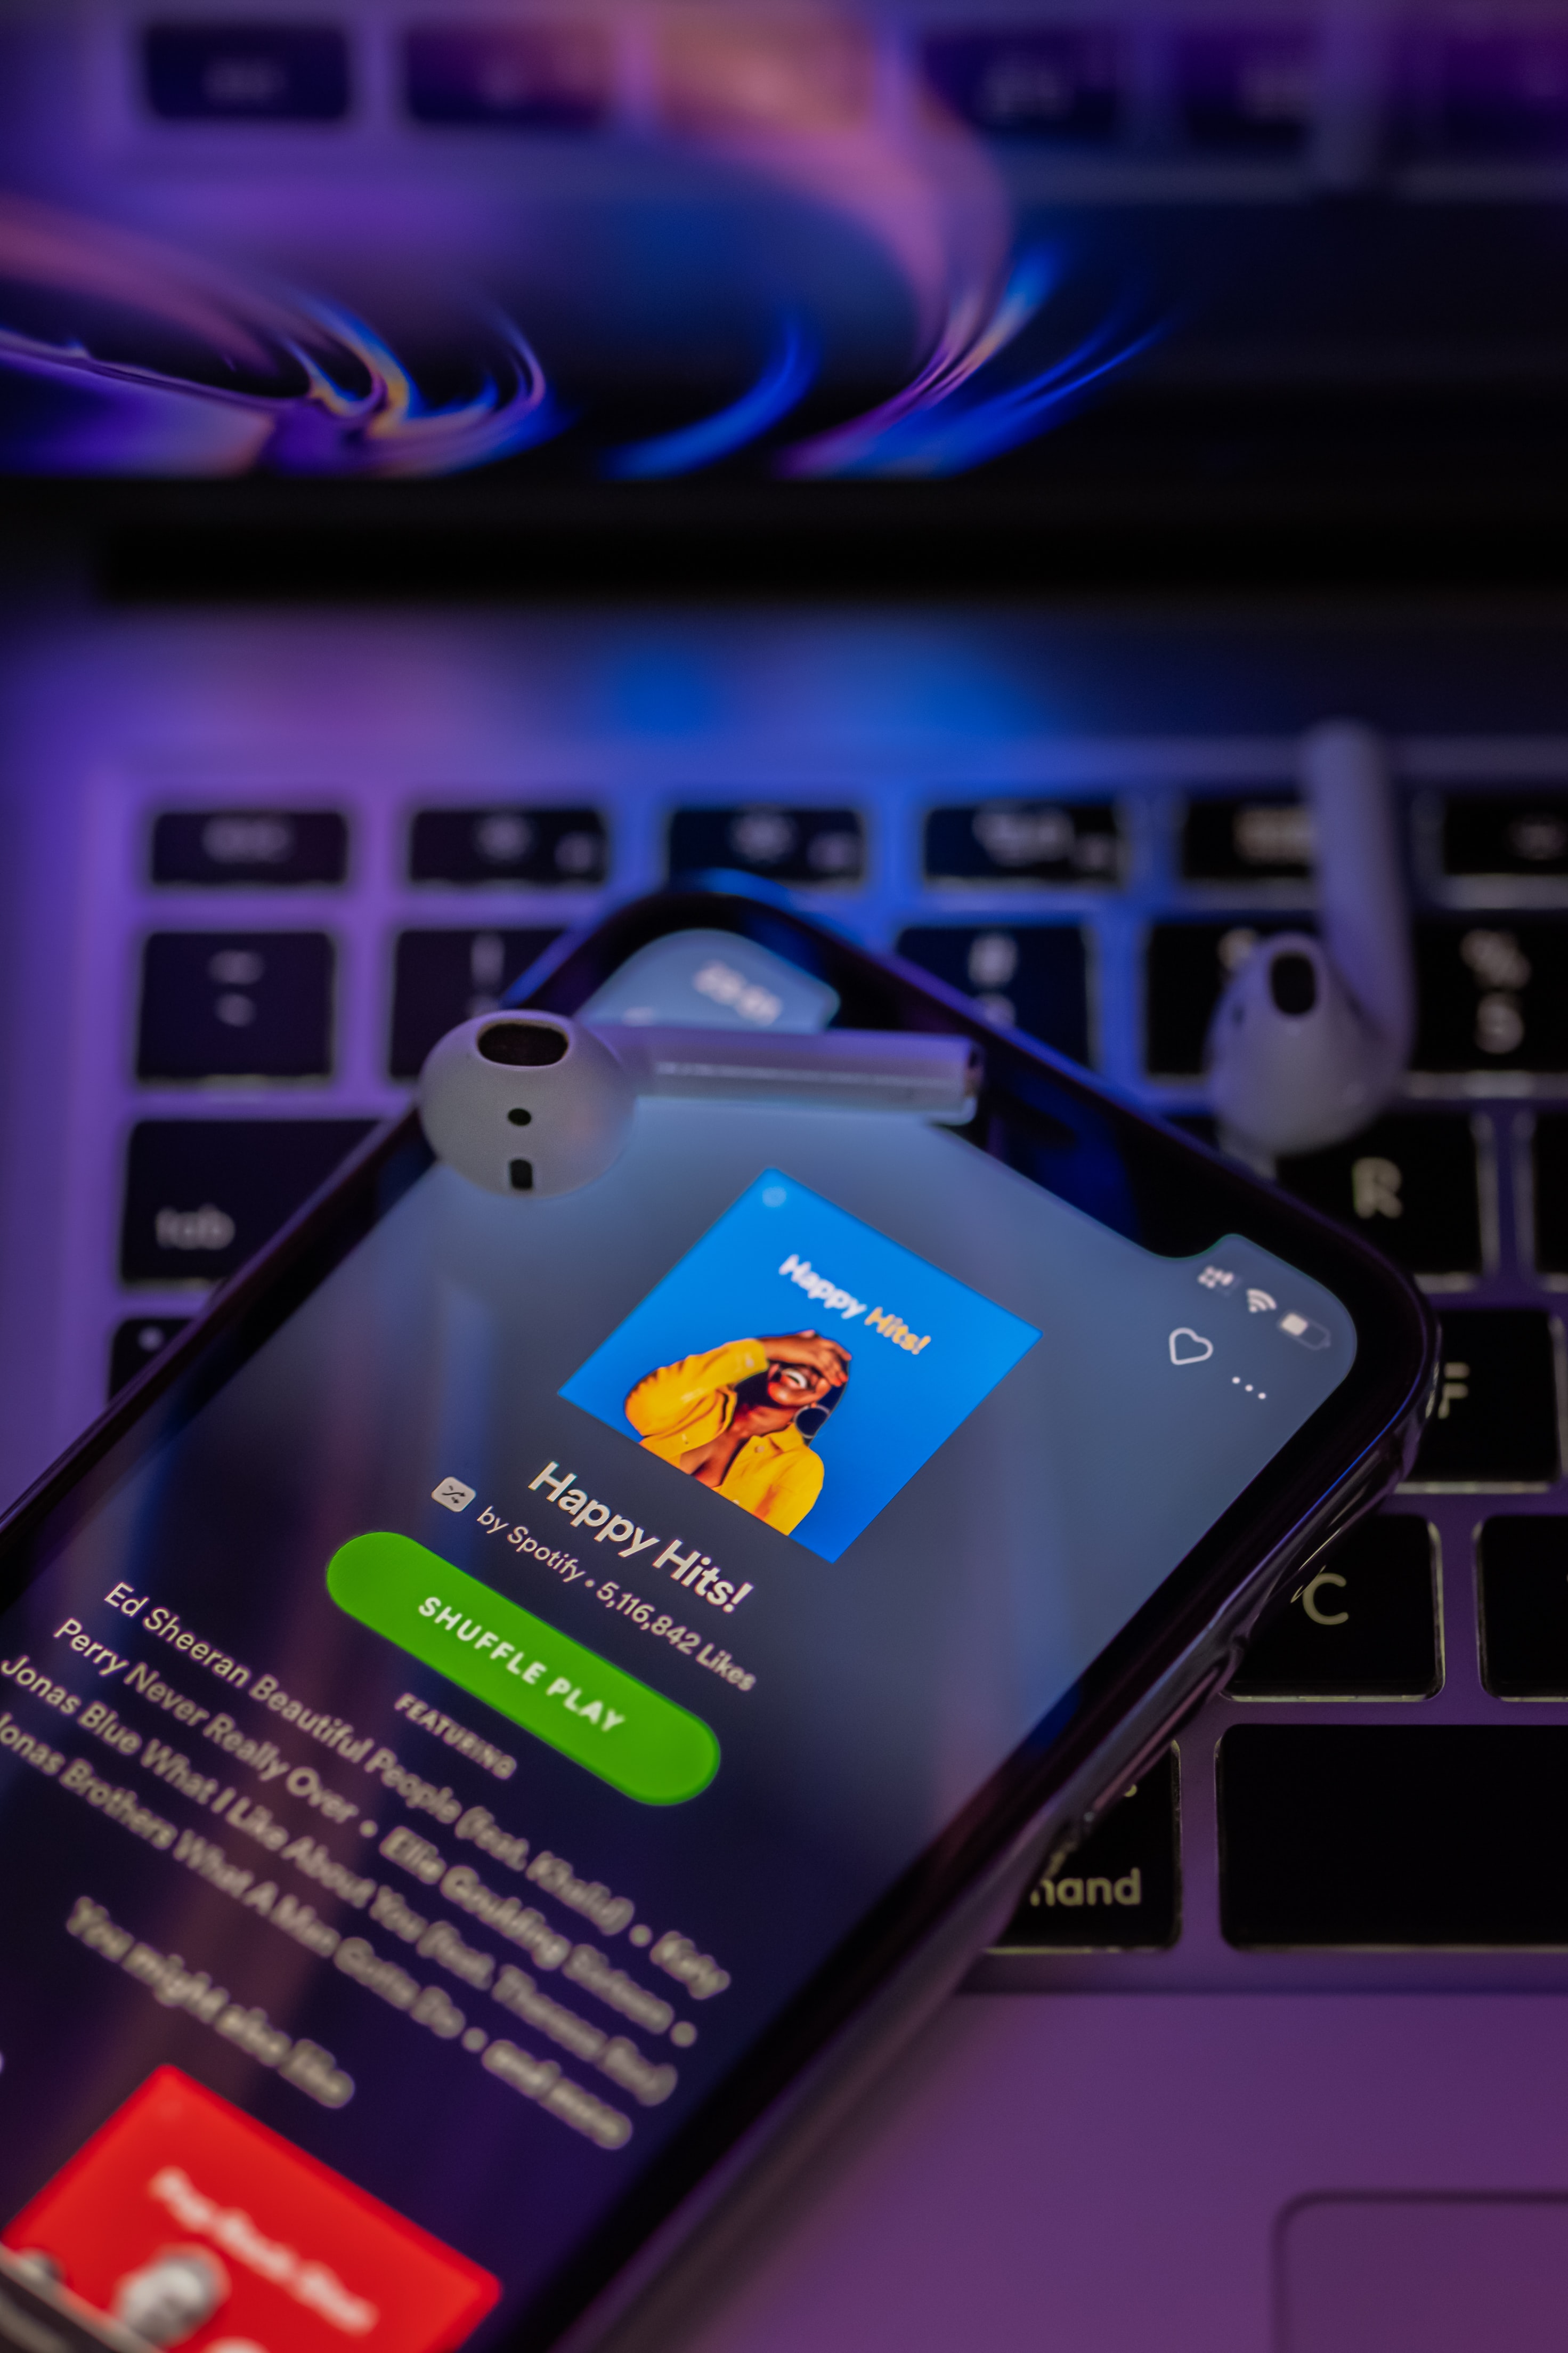 Happy Hits!
Happy Hits!
by Spotify • 5,116,842 Likes
SHUFFLE PLAY
FEATURING
Ed Sheeran Beautiful People (feat. Khalid) • Katy
Perry Never Really Over • Ellie Goulding Sixteen •
Jonas Blue What I Like About You (feat. Theresa Rex)
Jonas Brothers What A Man Gotta Do • and more
You might also like
tab
R
F
C